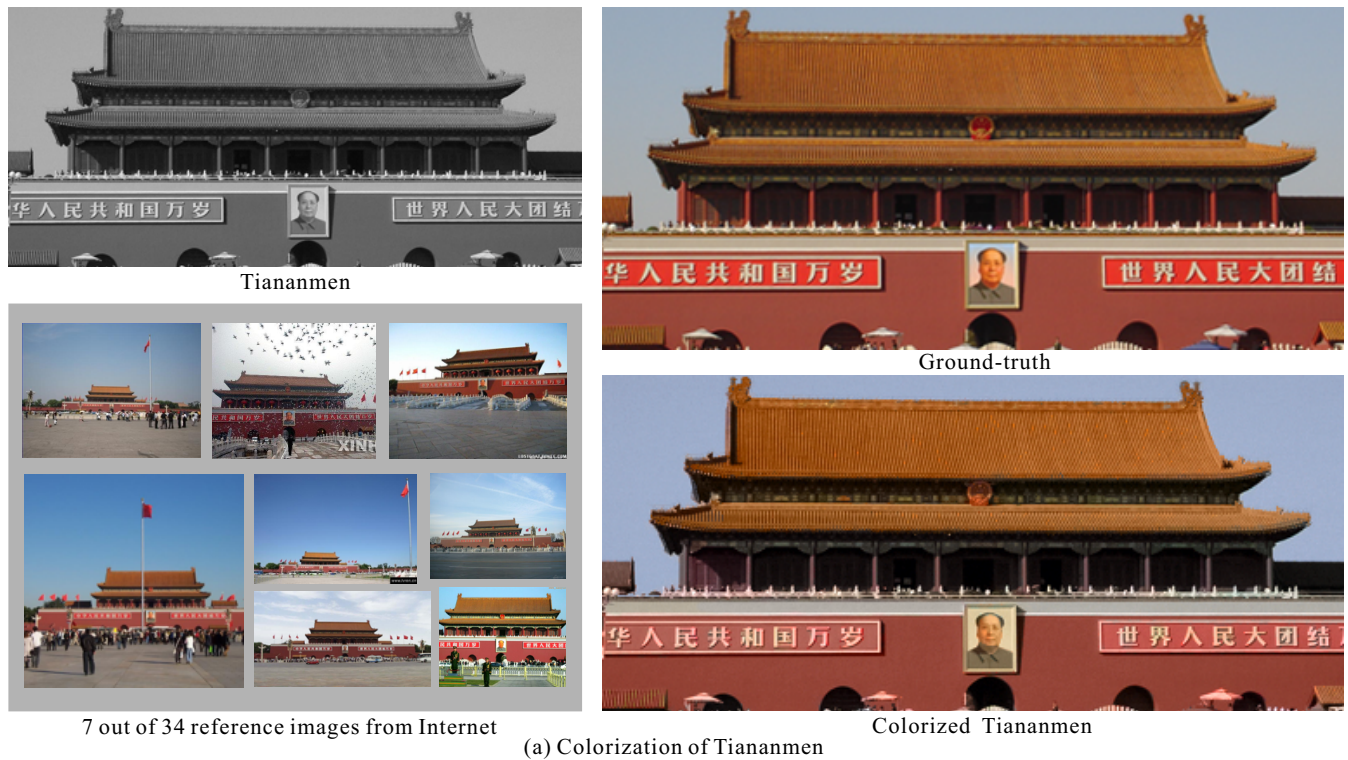 华人民共和国万岁
世界人民大团结
Tiananmen
华人民共和国万岁
世界人民大团结
Ground-truth
XINH
7 out of 34 reference images from Internet
华人民共和国万岁
世界人民大团结
Colorized Tiananmen
(a) Colorization of Tiananmen